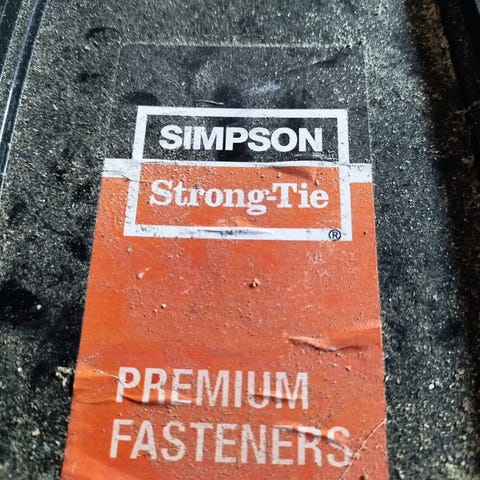 SIMPSON
Strong-Tie
®
PREMIUM
FASTENERS